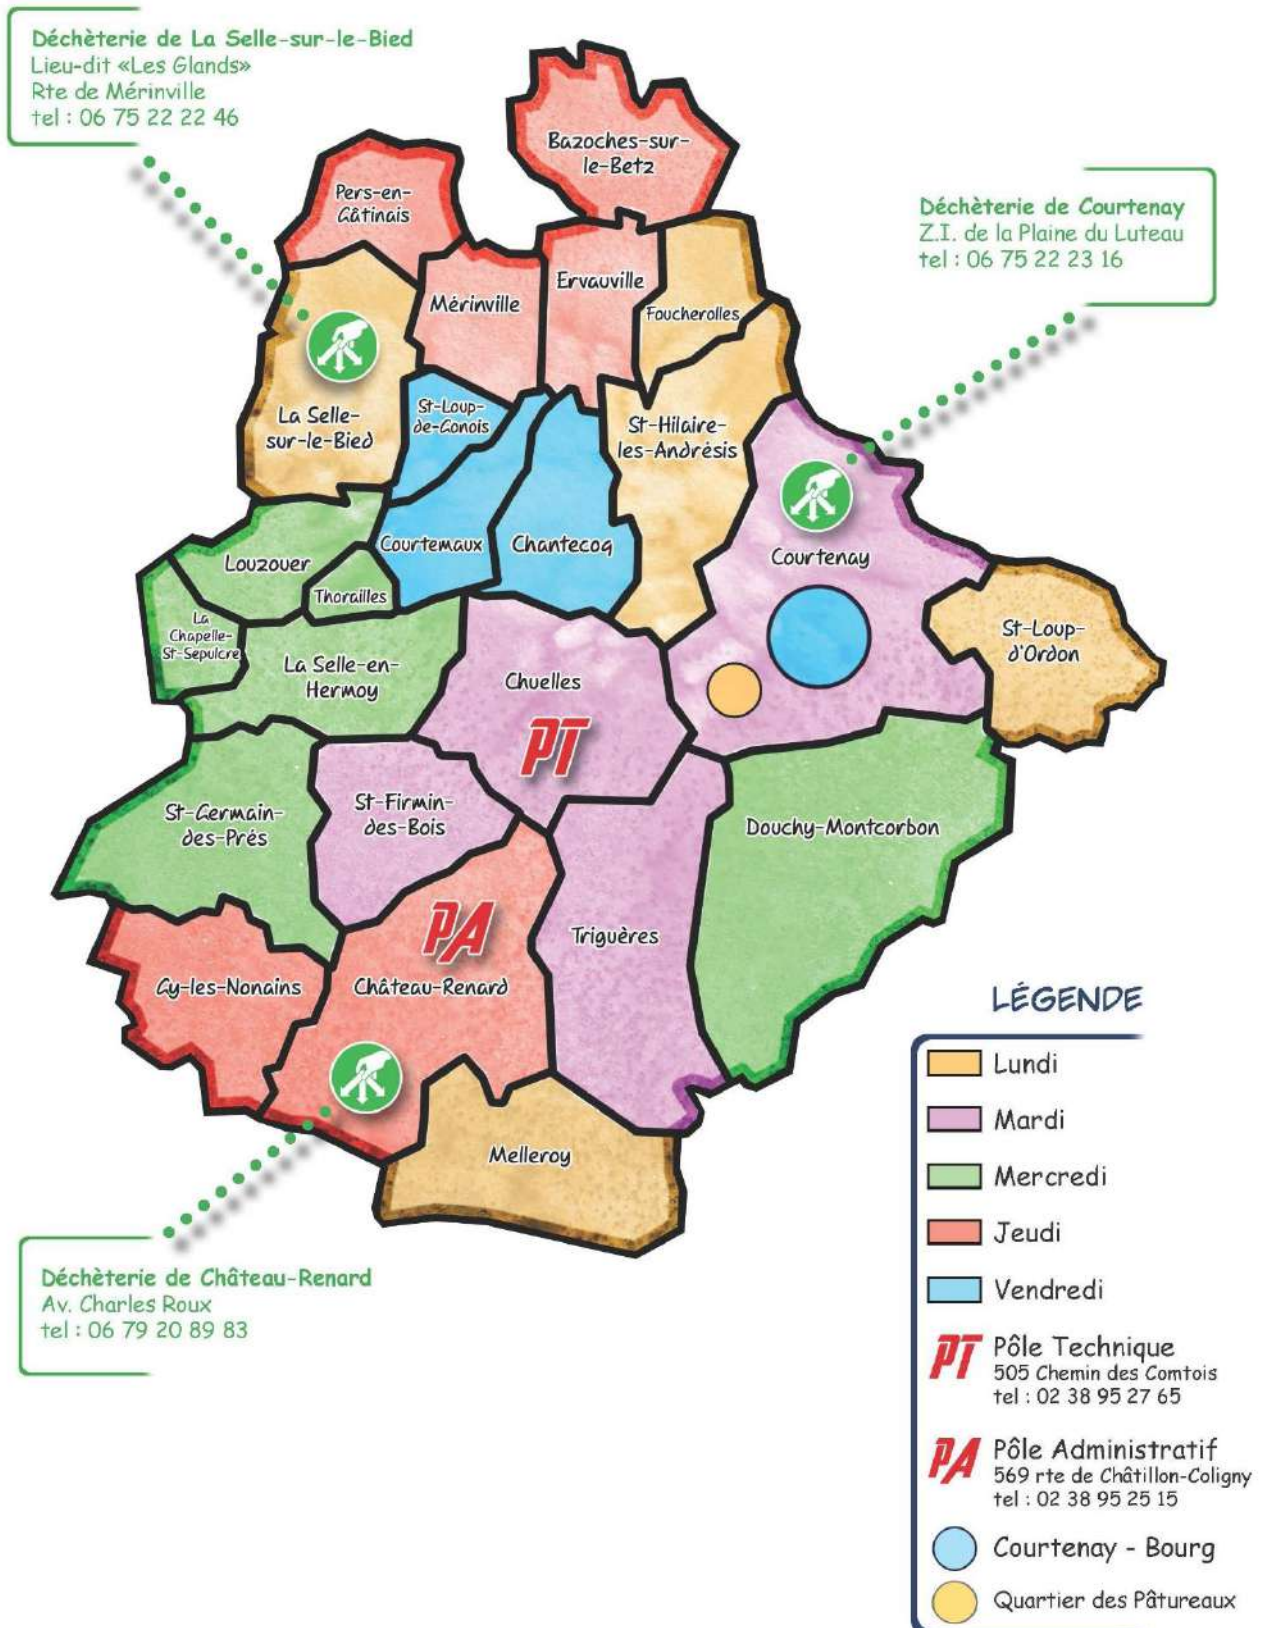 Déchèterie de La Selle-sur-le-Bied
Lieu-dit «Les Glands»
Rte de Mérinville
tel : 06 75 22 22 46
Bazoches-sur-
le-Betz
Pers-en-
Gâtinais
Déchèterie de Courtenay
Z.I. de la Plaine du Luteau
tel : 06 75 22 23 16
Mérinville
Ervauville
Foucherolles
La Selle-
sur-le-Bied
St-Loup-
de-Gonois
St-Hilaire-
les-Andrésis
Louzouer
Courtemaux
Chantecoq
Courtenay
Thorailles
La
Chapelle-
St-Sépulcre
La Selle-en-
Hermoy
Chuelles
St-Loup-
d'Ordon
PT
St-Germain-
des-Prés
St-Firmin-
des-Bois
Douchy-Montcorbon
PA
Triguères
Gy-les-Nonains
Château-Renard
Melleroy
Déchèterie de Château-Renard
Av. Charles Roux
tel : 06 79 20 89 83
LÉGENDE
Lundi
Mardi
Mercredi
Jeudi
Vendredi
PT Pôle Technique
505 Chemin des Comtois
tel : 02 38 95 27 65
PA Pôle Administratif
569 rte de Châtillon-Coligny
tel : 02 38 95 25 15
Courtenay - Bourg
Quartier des Pâtureaux